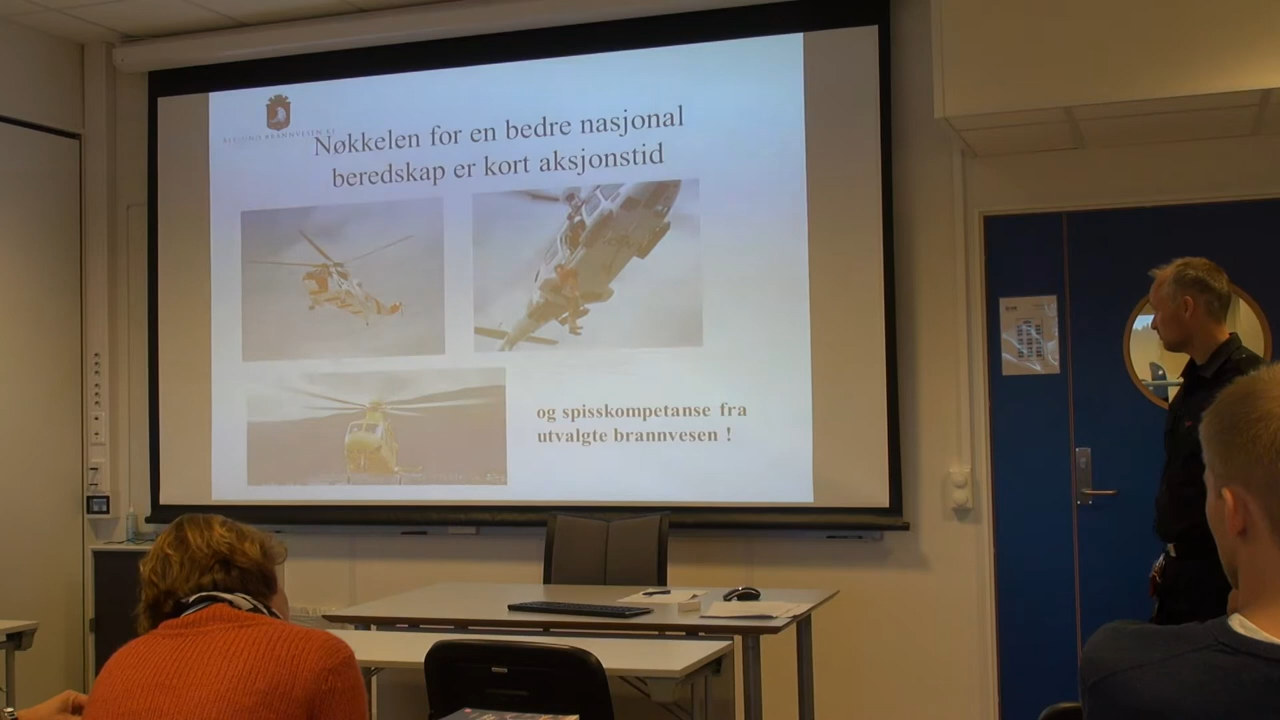 Nøkkelen for en bedre nasjonal
beredskap er kort aksjonstid
og spisskompetanse fra
utvalgte brannvesen !